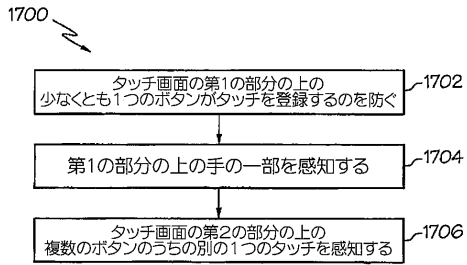 1700
タッチ画面の第1の部分の上の
少なくとも1つのボタンがタッチを登録するのを防ぐ
1702
第1の部分の上の手の一部を感知する
1704
タッチ画面の第2の部分の上の
複数のボタンのうちの別の1つのタッチを感知する
1706